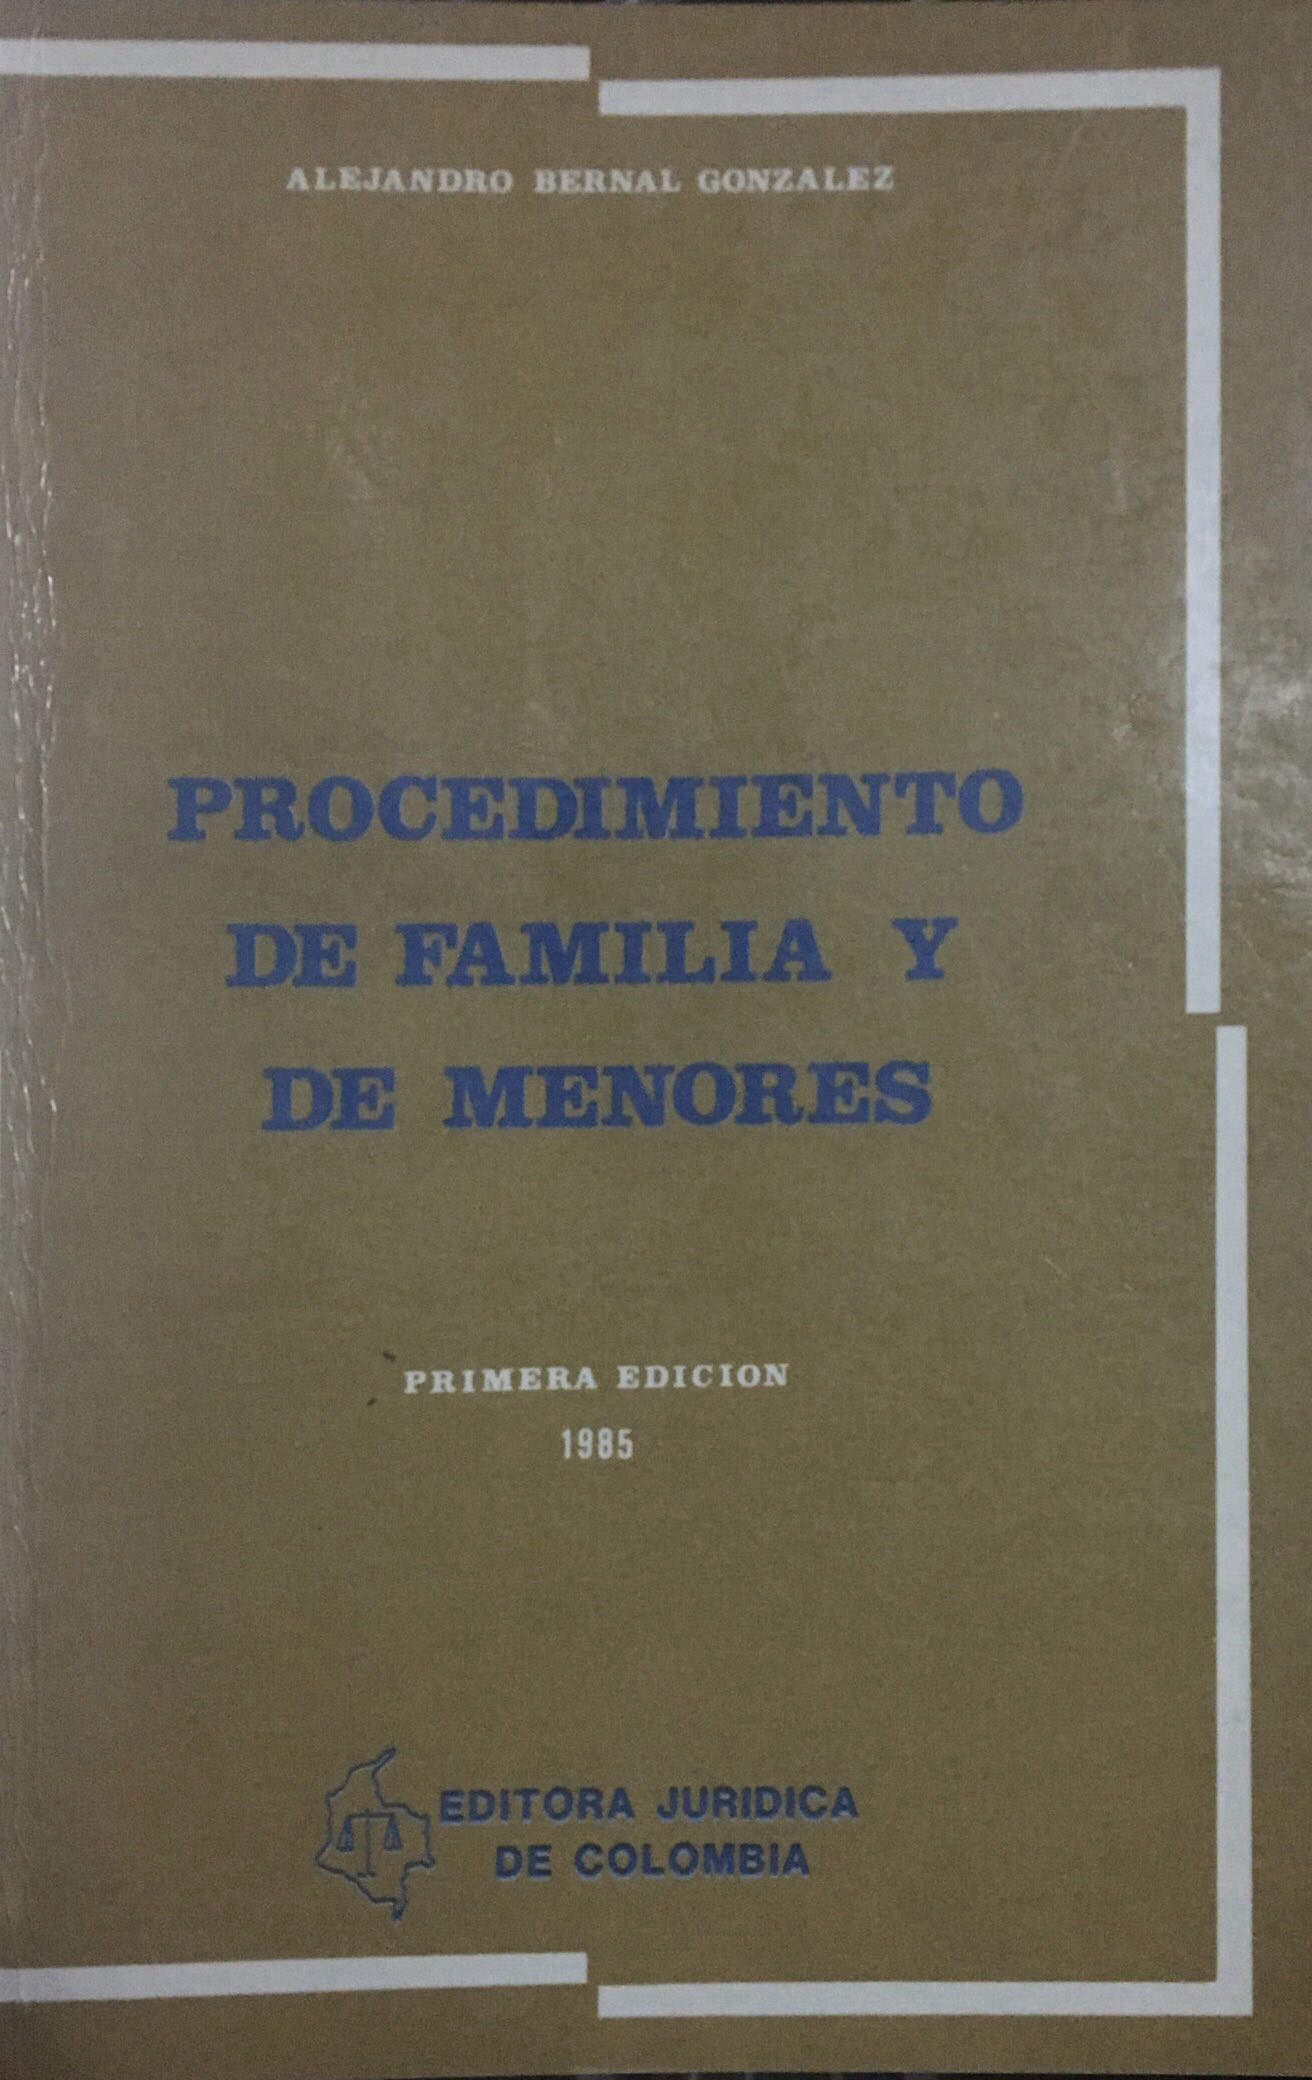 ALEJANDRO BERNAL GONZALEZ
PROCEDIMIENTO
DE FAMILIA Y
DE MENORES
PRIMERA EDICION
1985
EDITORA JURIDICA
DE COLOMBIA